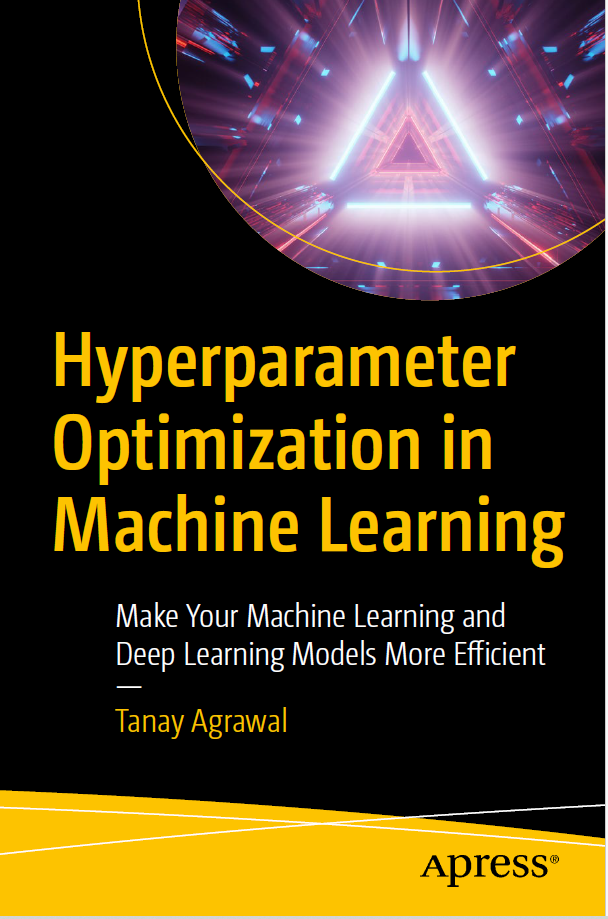 Hyperparameter
Optimization in
Machine Learning
Make Your Machine Learning and
Deep Learning Models More Efficient
—
Tanay Agrawal
Apress®